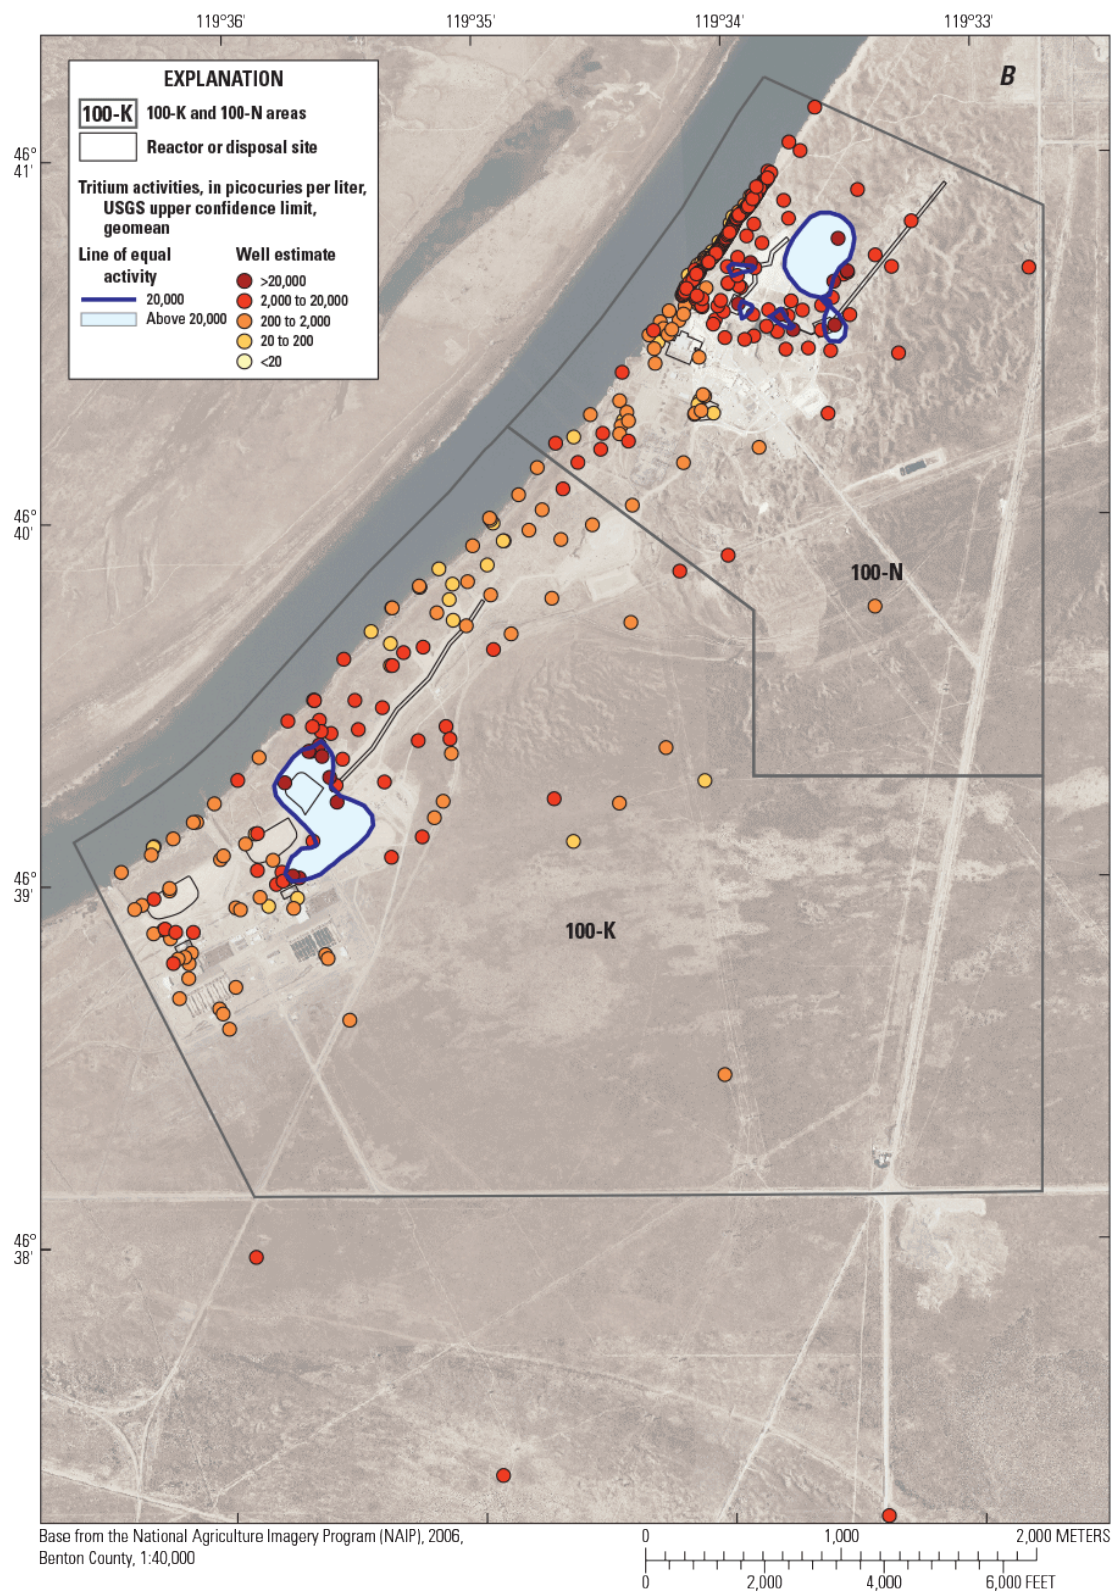 119°36' 119°35' 119°34' 119°33'
B
EXPLANATION
100-K 100-K and 100-N areas
Reactor or disposal site
Tritium activities, in picocuries per liter,
USGS upper confidence limit,
geomean
Line of equal
activity
20,000
Above 20,000
Well estimate
>20,000
2,000 to 20,000
200 to 2,000
20 to 200
<20
46°
41'
46°
40'
100-N
46°
39'
100-K
46°
38'
Base from the National Agriculture Imagery Program (NAIP), 2006,
Benton County, 1:40,000
0 1,000 2,000 METERS
0 2,000 4,000 6,000 FEET